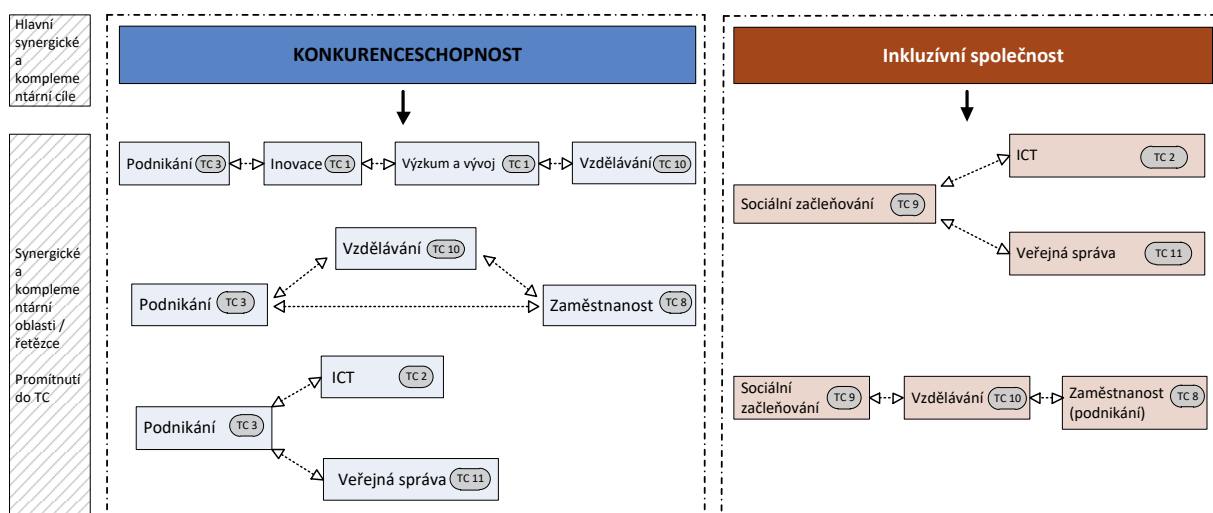 Hlavní
synergické
a
komplеme
ntární cíle
KONKURENCESCHOPNOST
Inkluzívní společnost
Synergické
a
kompleme
ntární
oblasti /
řetězce
Promítnutí
do TC
Podnikání TC 3
Inovace TC 1
Výzkum a vývoj TC 1
Vzdělávání TC 10
Vzdělávání TC 10
Podnikání TC 3
Zaměstnanost TC 8
ICT TC 2
Podnikání TC 3
Veřejná správa TC 11
ICT TC 2
Sociální začleňování TC 9
Veřejná správa TC 11
Sociální
začleňování TC 9
Vzdělávání TC 10
Zaměstnanost TC 8
(podnikání)